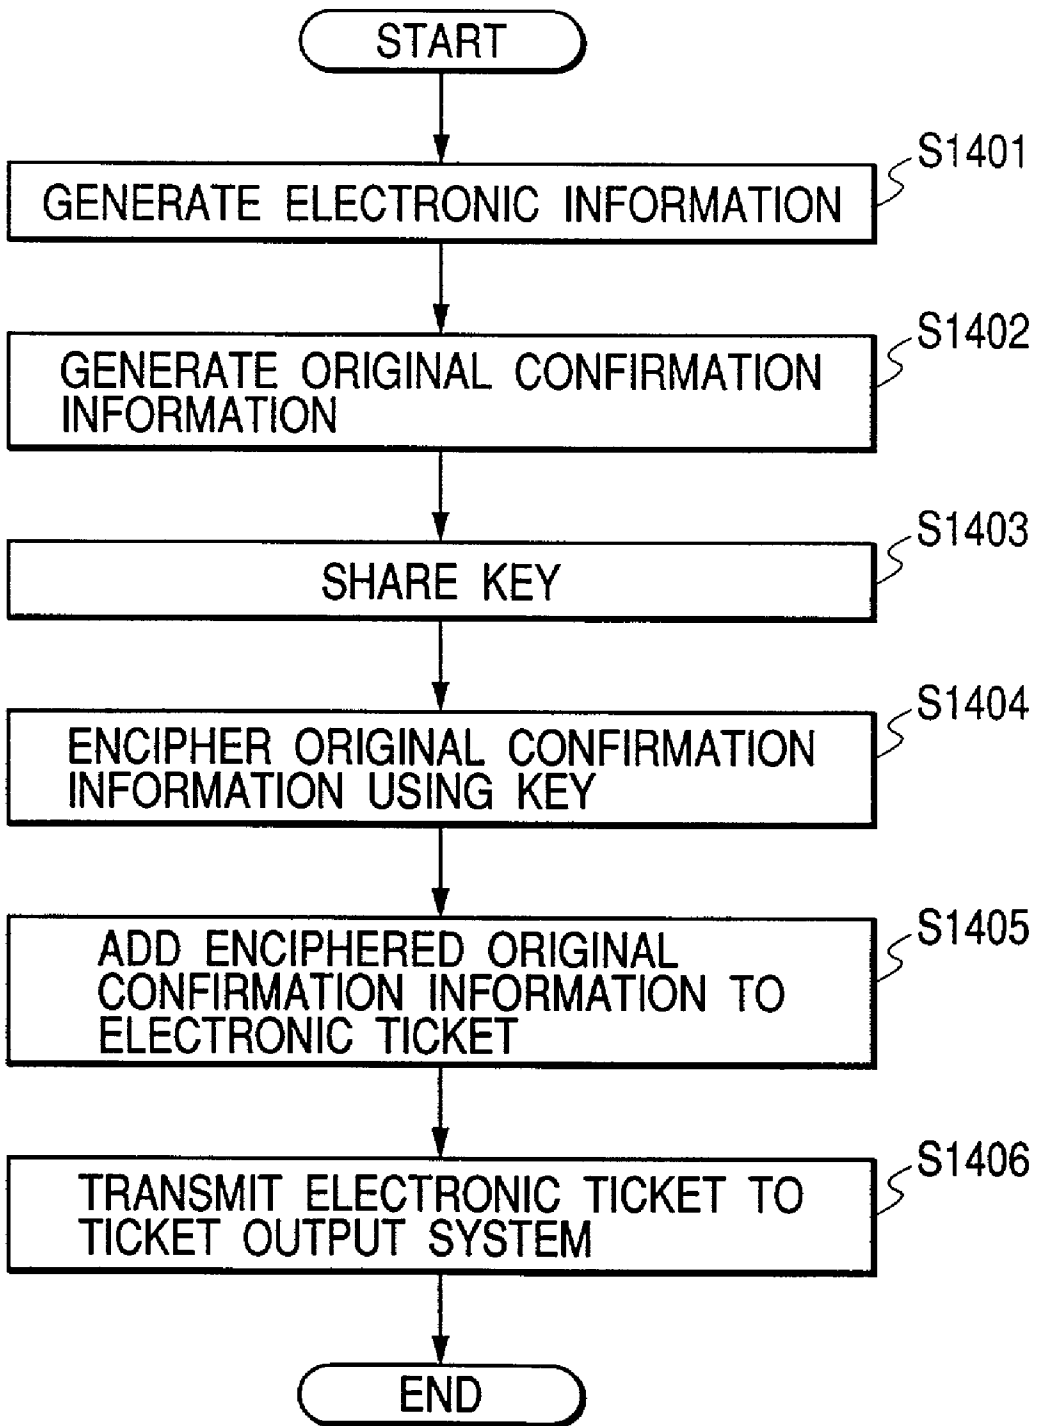 START
S1401
GENERATE ELECTRONIC INFORMATION
S1402
GENERATE ORIGINAL CONFIRMATION
INFORMATION
S1403
SHARE KEY
S1404
ENCIPHER ORIGINAL CONFIRMATION
INFORMATION USING KEY
S1405
ADD ENCIPHERED ORIGINAL
CONFIRMATION INFORMATION TO
ELECTRONIC TICKET
S1406
TRANSMIT ELECTRONIC TICKET TO
TICKET OUTPUT SYSTEM
END